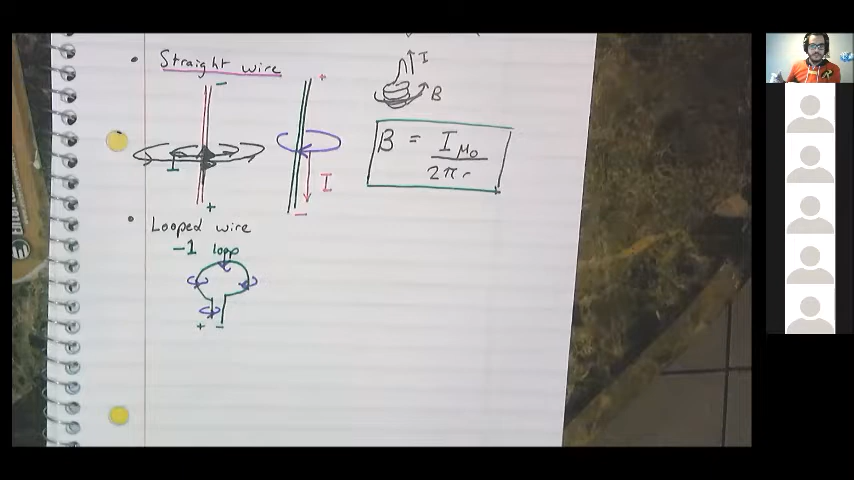 • Straight wire
−
+
I
+
I
−
I
B
B = Iμ₀ / 2πr
• Looped wire
−1 loop
+ −